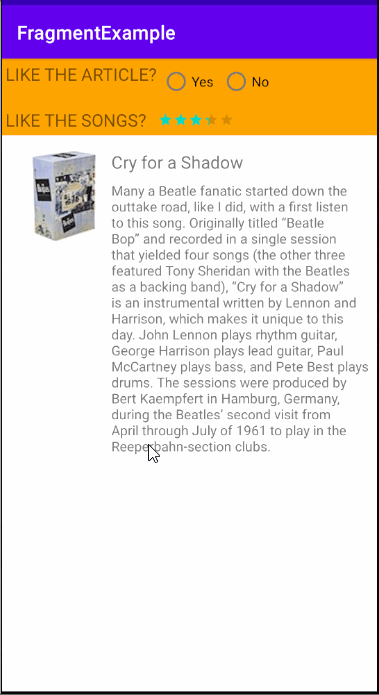 FragmentExample
LIKE THE ARTICLE? Yes No
LIKE THE SONGS?
Cry for a Shadow
Many a Beatle fanatic started down the
outtake road, like I did, with a first listen
to this song. Originally titled “Beatle
Bop” and recorded in a single session
that yielded four songs (the other three
featured Tony Sheridan with the Beatles
as a backing band), “Cry for a Shadow”
is an instrumental written by Lennon and
Harrison, which makes it unique to this
day. John Lennon plays rhythm guitar,
George Harrison plays lead guitar, Paul
McCartney plays bass, and Pete Best plays
drums. The sessions were produced by
Bert Kaempfert in Hamburg, Germany,
during the Beatles’ second visit from
April through July of 1961 to play in the
Reeperbahn-section clubs.